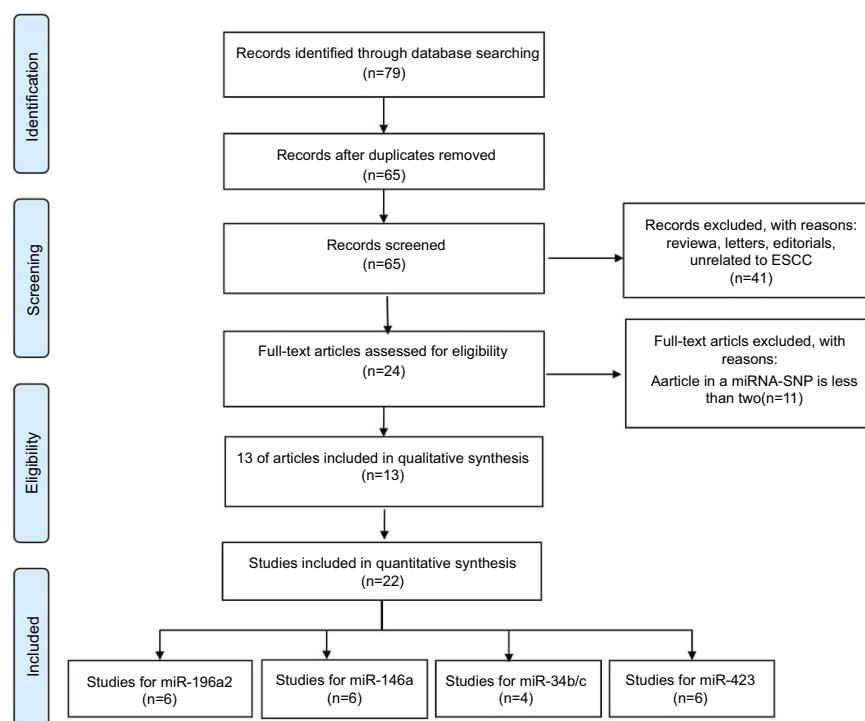 Identification
Records identified through database searching
(n=79)
Records after duplicates removed
(n=65)
Screening
Records screened
(n=65)
Records excluded, with reasons:
reviewa, letters, editorials,
unrelated to ESCC
(n=41)
Full-text articles assessed for eligibility
(n=24)
Full-text articls excluded, with
reasons:
Aarticle in a miRNA-SNP is less
than two(n=11)
Eligibility
13 of articles included in qualitative synthesis
(n=13)
Studies included in quantitative synthesis
(n=22)
Included
Studies for miR-196a2
(n=6)
Studies for miR-146a
(n=6)
Studies for miR-34b/c
(n=4)
Studies for miR-423
(n=6)